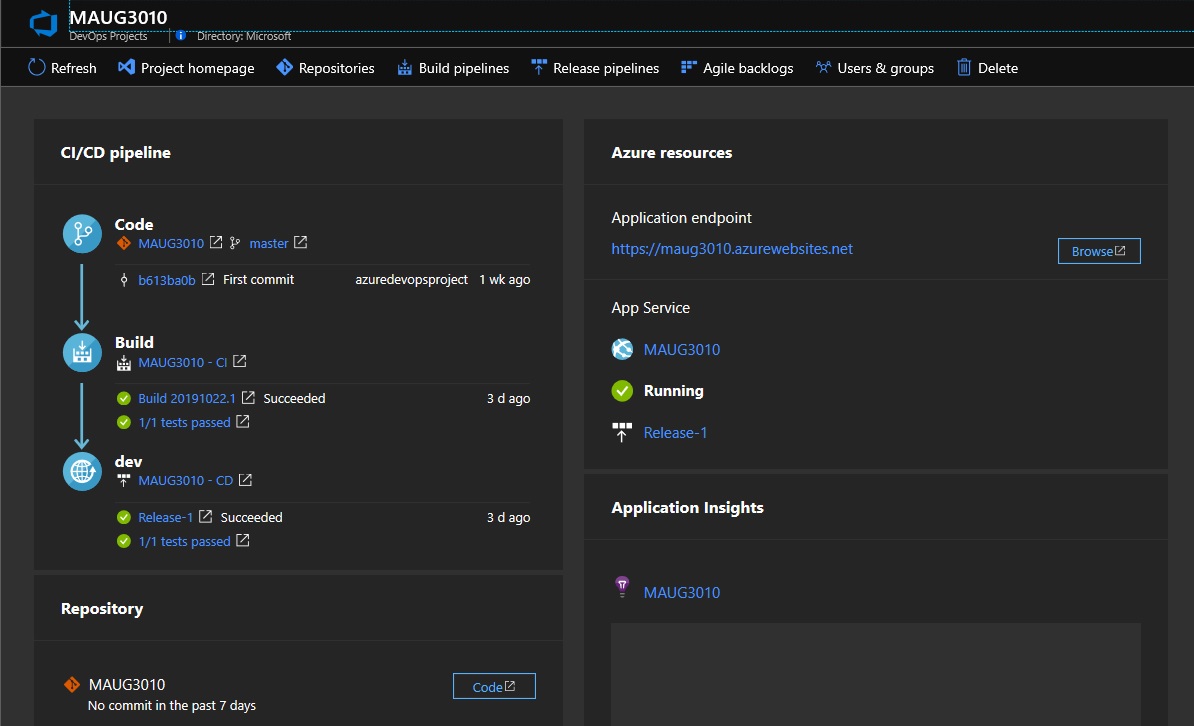 MAUG3010
DevOps Projects
Directory: Microsoft
Refresh
Project homepage
Repositories
Build pipelines
Release pipelines
Agile backlogs
Users & groups
Delete
CI/CD pipeline
Code
MAUG3010 master
b613ba0b First commit azuredevopsproject 1 wk ago
Build
MAUG3010 - CI
Build 20191022.1 Succeeded 3 d ago
1/1 tests passed
dev
MAUG3010 - CD
Release-1 Succeeded 3 d ago
1/1 tests passed
Repository
MAUG3010
No commit in the past 7 days
Code
Azure resources
Application endpoint
https://maug3010.azurewebsites.net
Browse
App Service
MAUG3010
Running
Release-1
Application Insights
MAUG3010